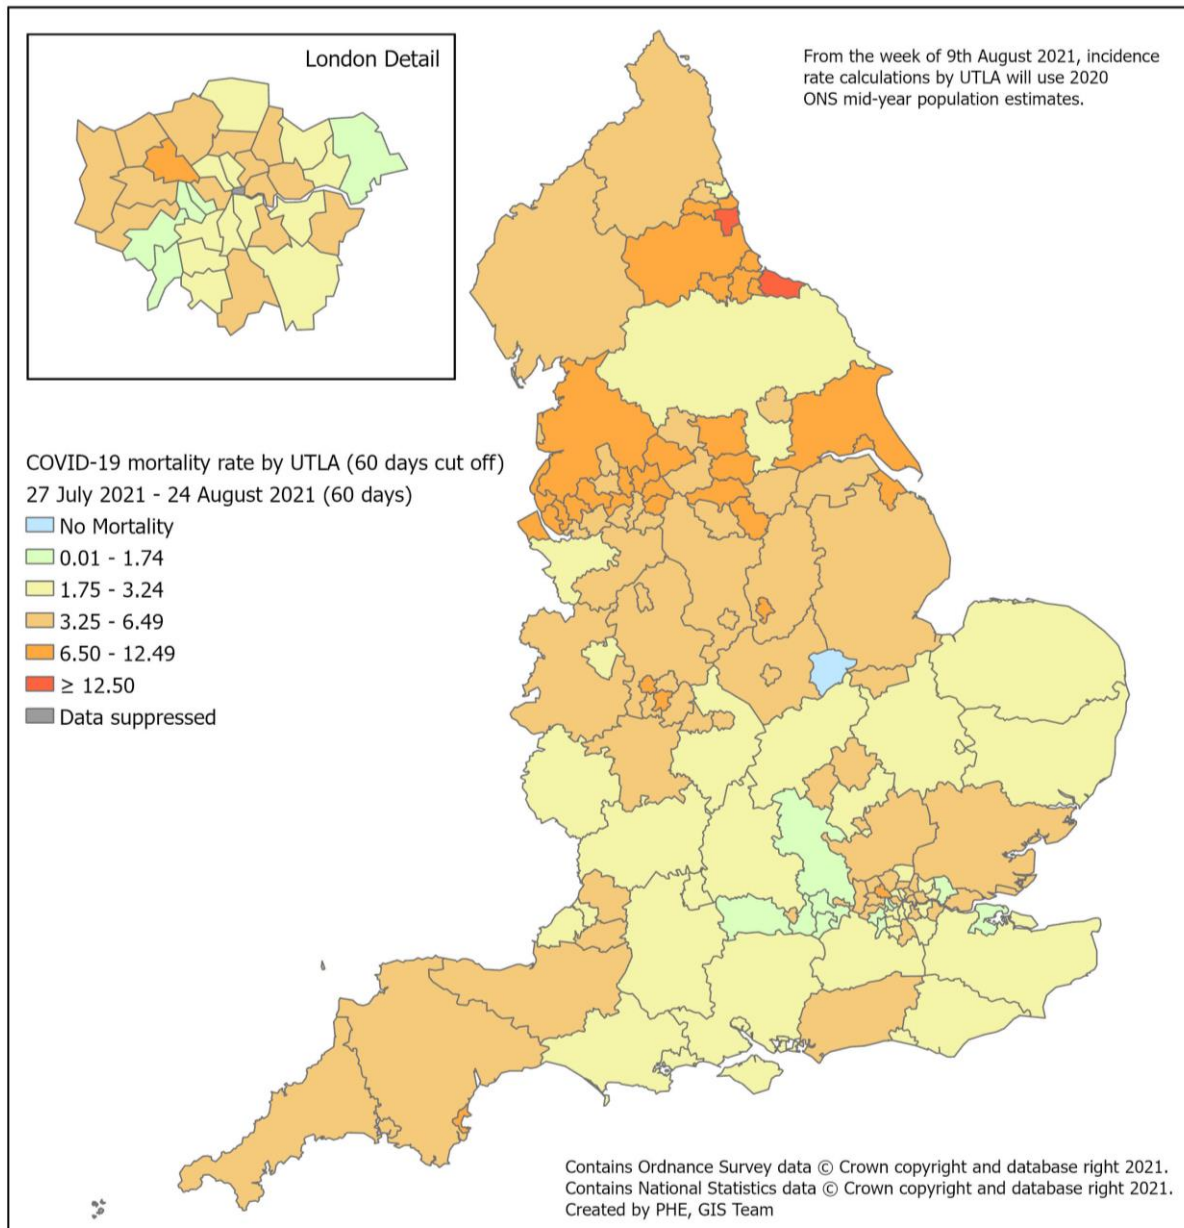 London Detail
From the week of 9th August 2021, incidence
rate calculations by UTLA will use 2020
ONS mid-year population estimates.
COVID-19 mortality rate by UTLA (60 days cut off)
27 July 2021 - 24 August 2021 (60 days)
No Mortality
0.01 - 1.74
1.75 - 3.24
3.25 - 6.49
6.50 - 12.49
≥ 12.50
Data suppressed
Contains Ordnance Survey data © Crown copyright and database right 2021.
Contains National Statistics data © Crown copyright and database right 2021.
Created by PHE, GIS Team